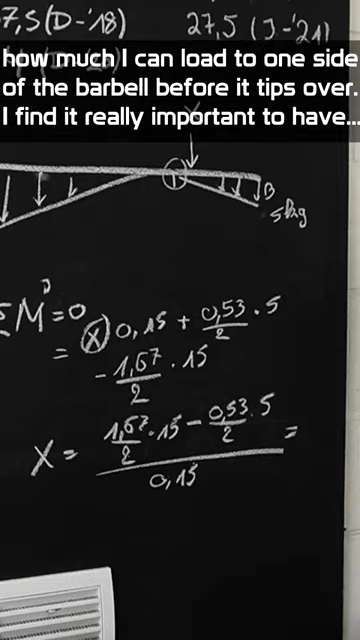 7,5 (D-'18) 27,5 (J-'21)
how much I can load to one side
of the barbell before it tips over.
I find it really important to have...
1 B
5kg
ΣM¹=0
= X 0,15 + 0,53/2 · 5
- 1,67/2 · 15
X = (1,67/2 · 15 - 0,53/2 · 5) / 0,15 =